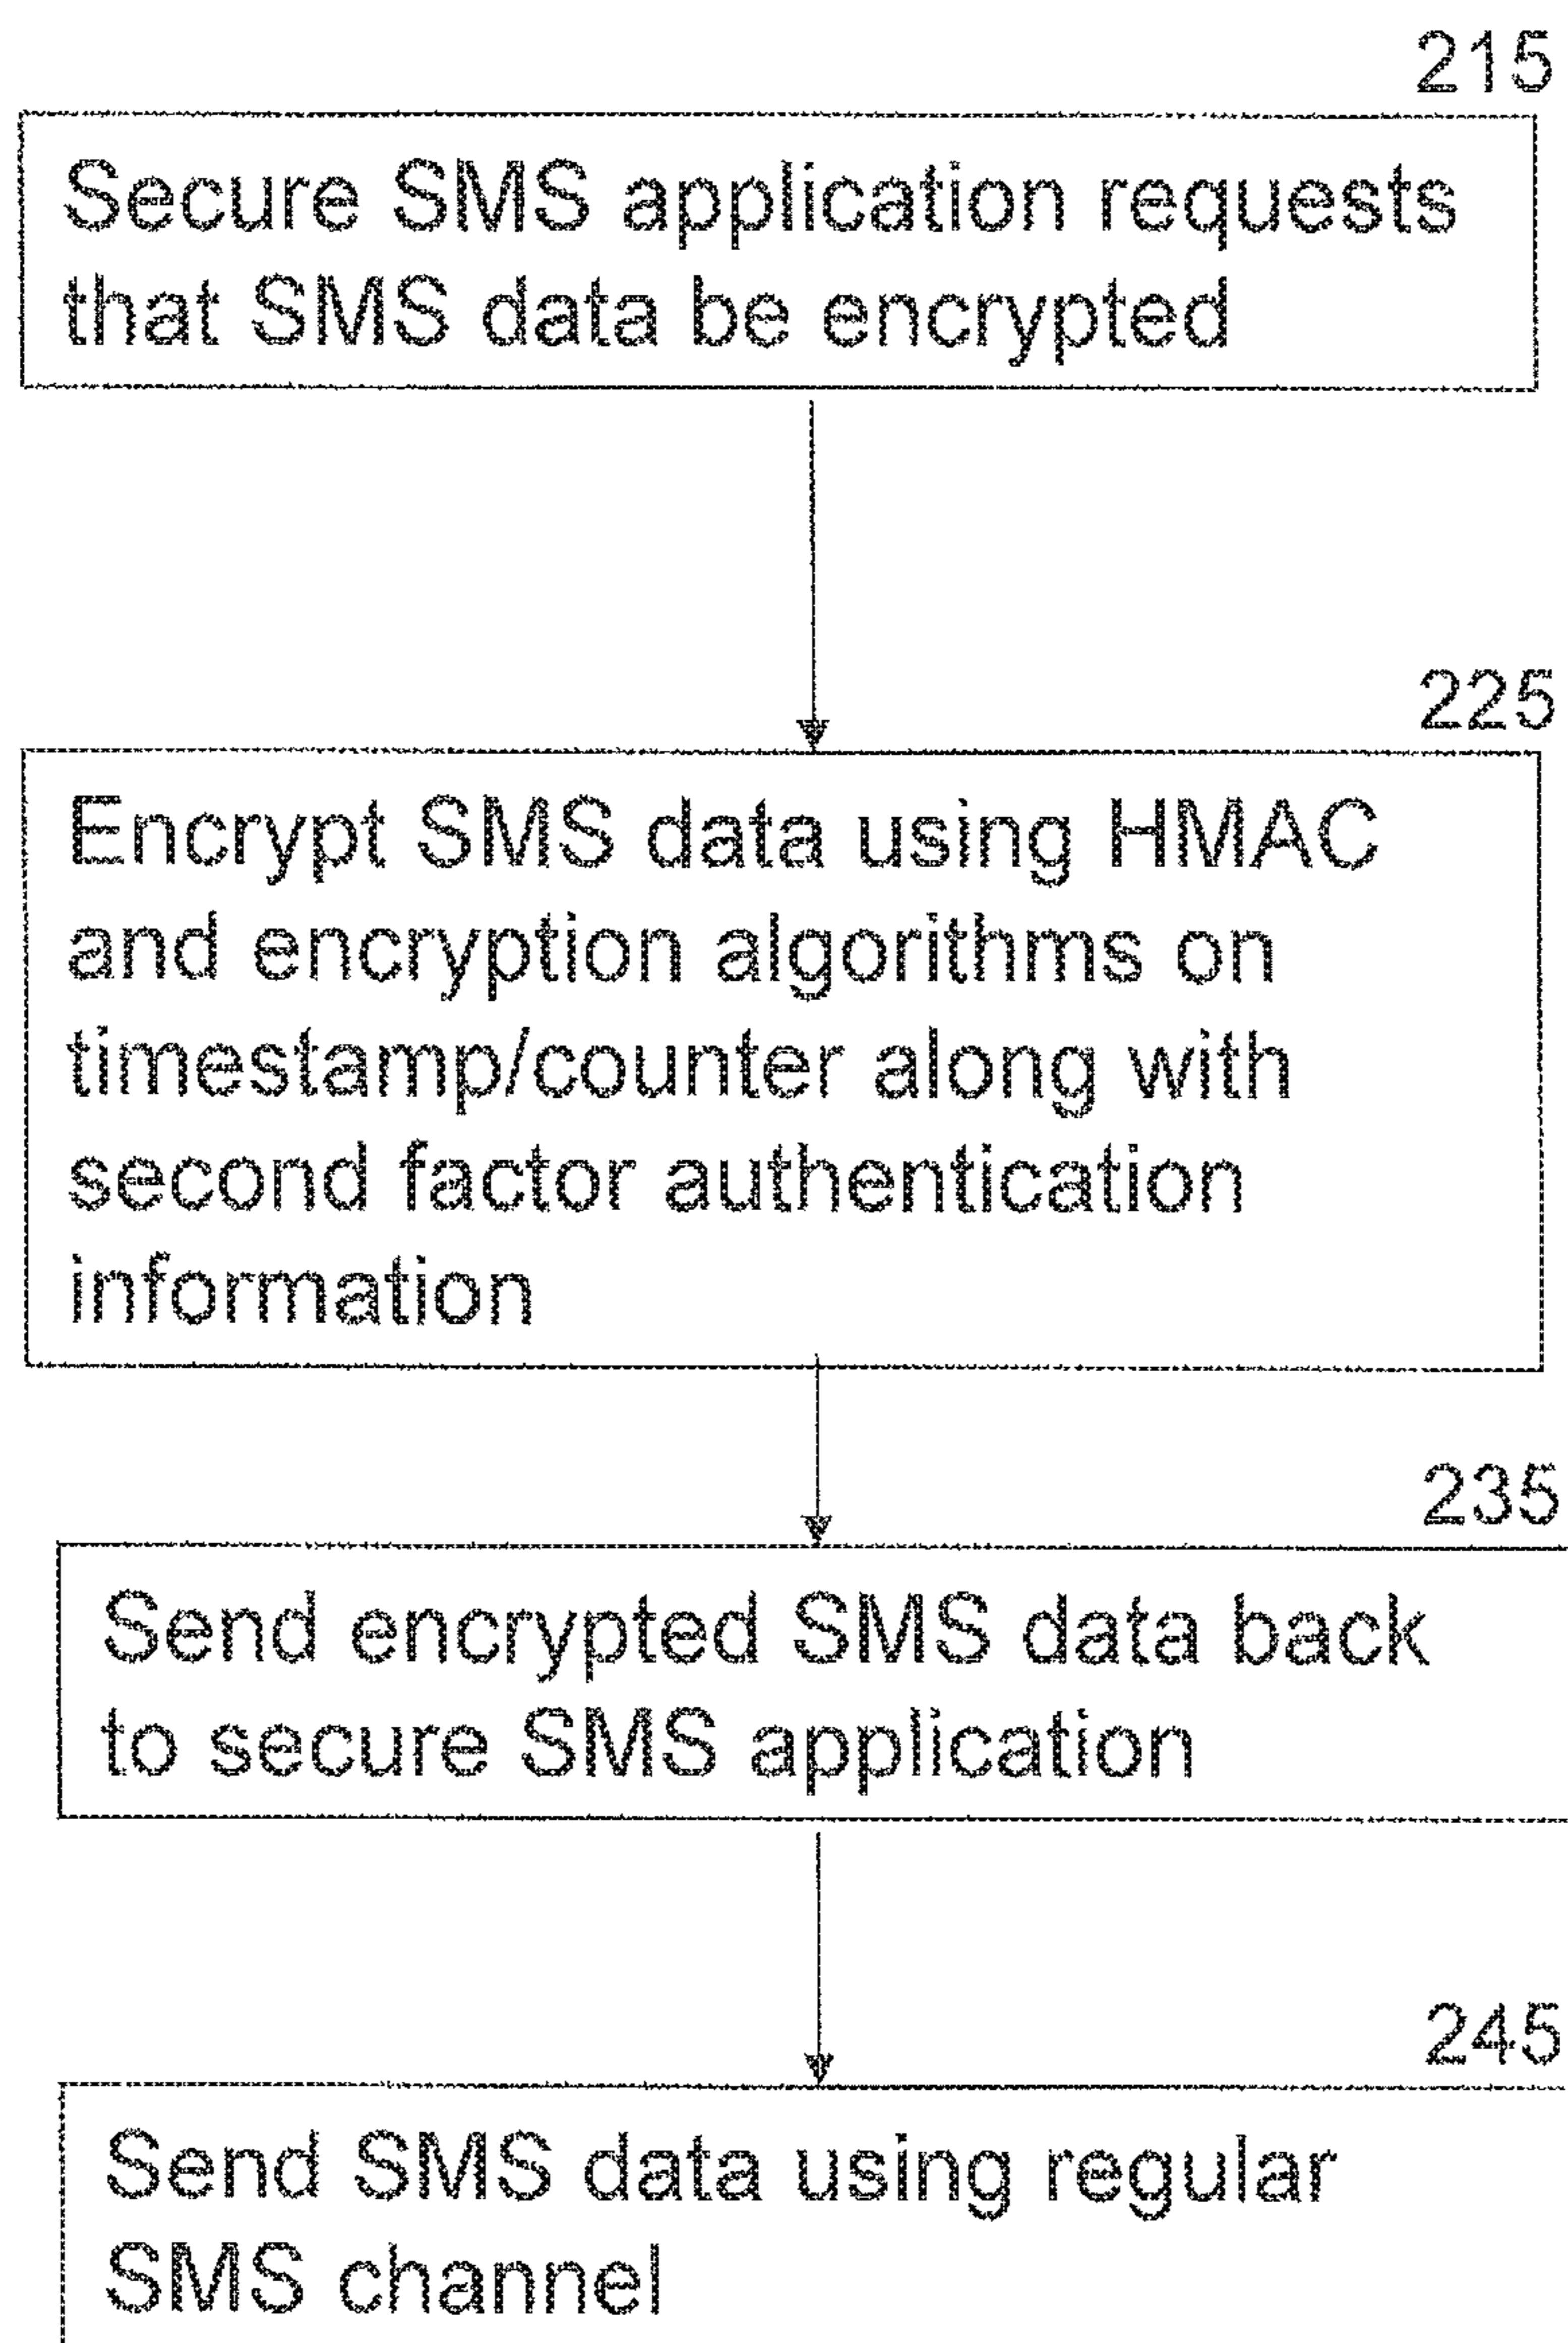 215
Secure SMS application requests
that SMS data be encrypted
225
Encrypt SMS data using HMAC
and encryption algorithms on
timestamp/counter along with
second factor authentication
information
235
Send encrypted SMS data back
to secure SMS application
245
Send SMS data using regular
SMS channel